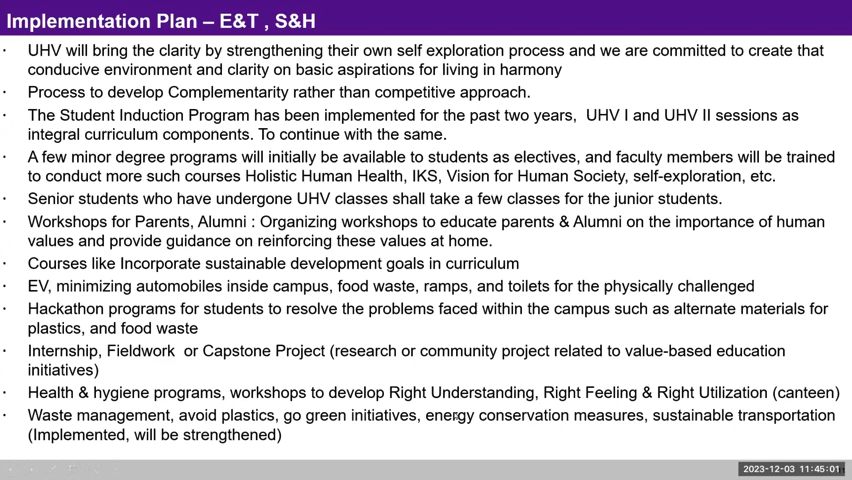 Implementation Plan – E&T , S&H
· UHV will bring the clarity by strengthening their own self exploration process and we are committed to create that
conducive environment and clarity on basic aspirations for living in harmony
· Process to develop Complementarity rather than competitive approach.
· The Student Induction Program has been implemented for the past two years,  UHV I and UHV II sessions as
integral curriculum components. To continue with the same.
· A few minor degree programs will initially be available to students as electives, and faculty members will be trained
to conduct more such courses Holistic Human Health, IKS, Vision for Human Society, self-exploration, etc.
· Senior students who have undergone UHV classes shall take a few classes for the junior students.
· Workshops for Parents, Alumni : Organizing workshops to educate parents & Alumni on the importance of human
values and provide guidance on reinforcing these values at home.
· Courses like Incorporate sustainable development goals in curriculum
· EV, minimizing automobiles inside campus, food waste, ramps, and toilets for the physically challenged
· Hackathon programs for students to resolve the problems faced within the campus such as alternate materials for
plastics, and food waste
· Internship, Fieldwork  or Capstone Project (research or community project related to value-based education
initiatives)
· Health & hygiene programs, workshops to develop Right Understanding, Right Feeling & Right Utilization (canteen)
· Waste management, avoid plastics, go green initiatives, energy conservation measures, sustainable transportation
(Implemented, will be strengthened)
2023-12-03 11:45:01